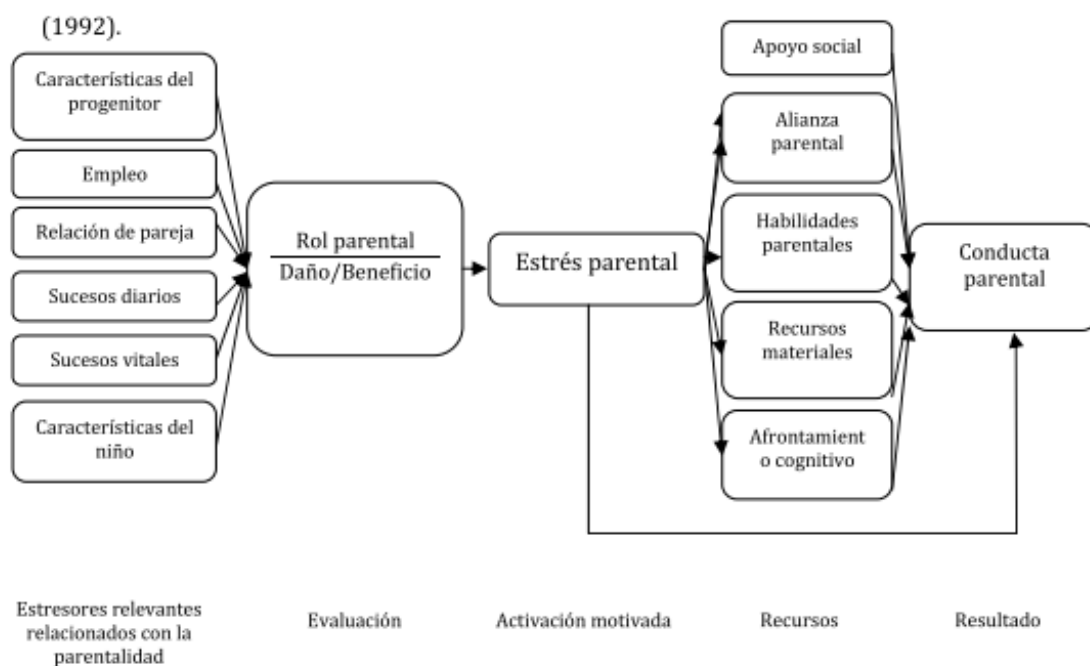 (1992).
Características del
progenitor
Empleo
Relación de pareja
Sucesos diarios
Sucesos vitales
Características del
niño
Rol parental
Daño/Beneficio
Estrés parental
Apoyo social
Alianza
parental
Habilidades
parentales
Recursos
materiales
Afrontamient
o cognitivo
Conducta
parental
Estresores relevantes
relacionados con la
parentalidad
Evaluación
Activación motivada
Recursos
Resultado